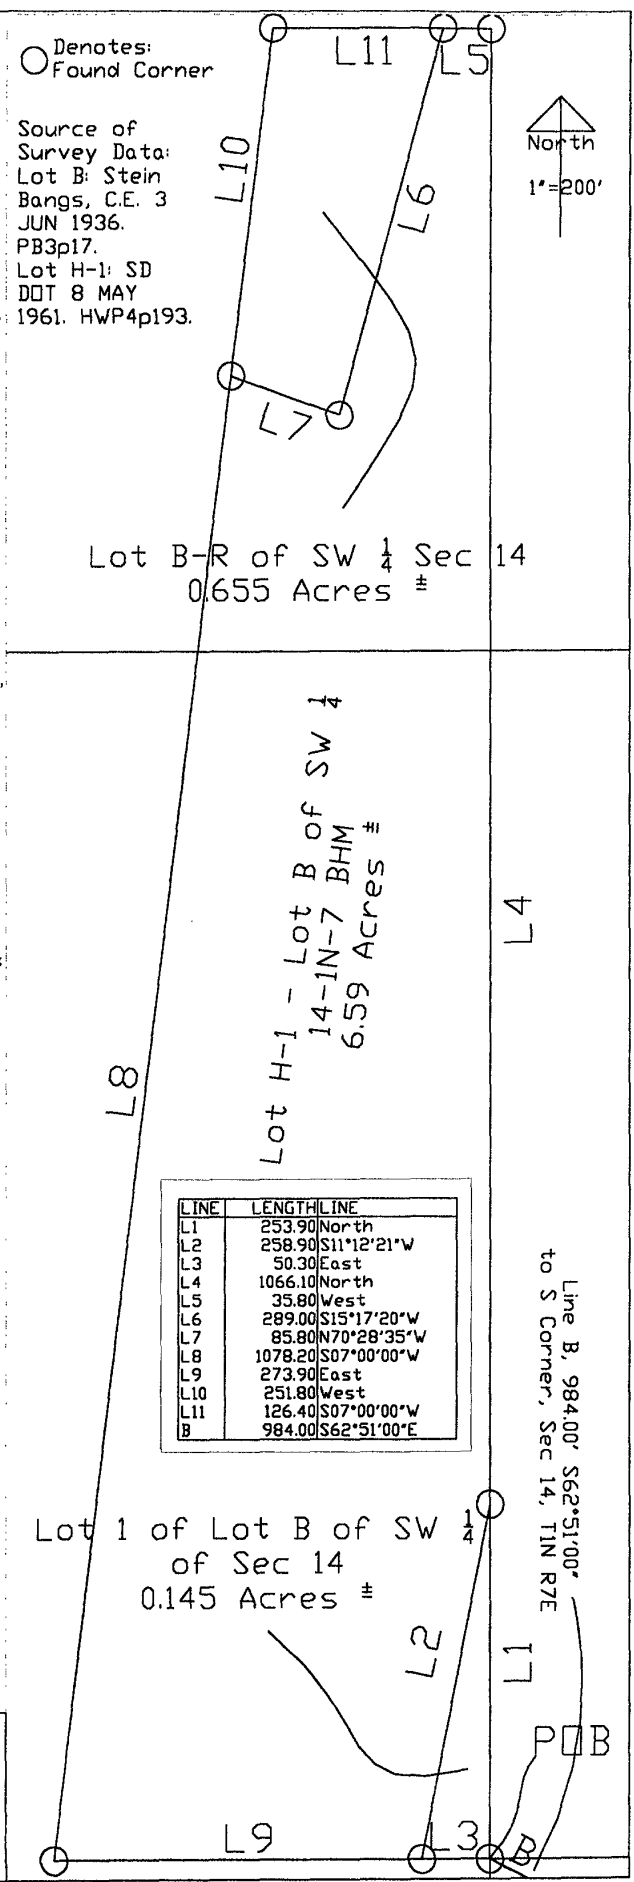 Denotes:
Found Corner
Source of
Survey Data:
Lot B: Stein
Bangs, C.E. 3
JUN 1936.
PB3p17.
Lot H-1: SD
DOT 8 MAY
1961. HWP4p193.
North
1"=200'
L11
L5
L10
L6
L7
Lot B-R of SW 1/4 Sec 14
0.655 Acres ±
Lot H-1 - Lot B of SW 1/4
14-1N-7 BHM
6.59 Acres ±
L4
L8
LINE LENGTH LINE
L1 253.90 North
L2 258.90 S11°12'21"W
L3 50.30 East
L4 1066.10 North
L5 35.80 West
L6 289.00 S15°17'20"W
L7 85.80 N70°28'35"W
L8 1078.20 S07°00'00"W
L9 273.90 East
L10 251.80 West
L11 126.40 S07°00'00"W
B 984.00 S62°51'00"E
Line B, 984.00' S62°51'00"
to S Corner, Sec 14, T1N R7E
Lot 1 of Lot B of SW 1/4
of Sec 14
0.145 Acres ±
L2
L1
POB
L9
L3
B